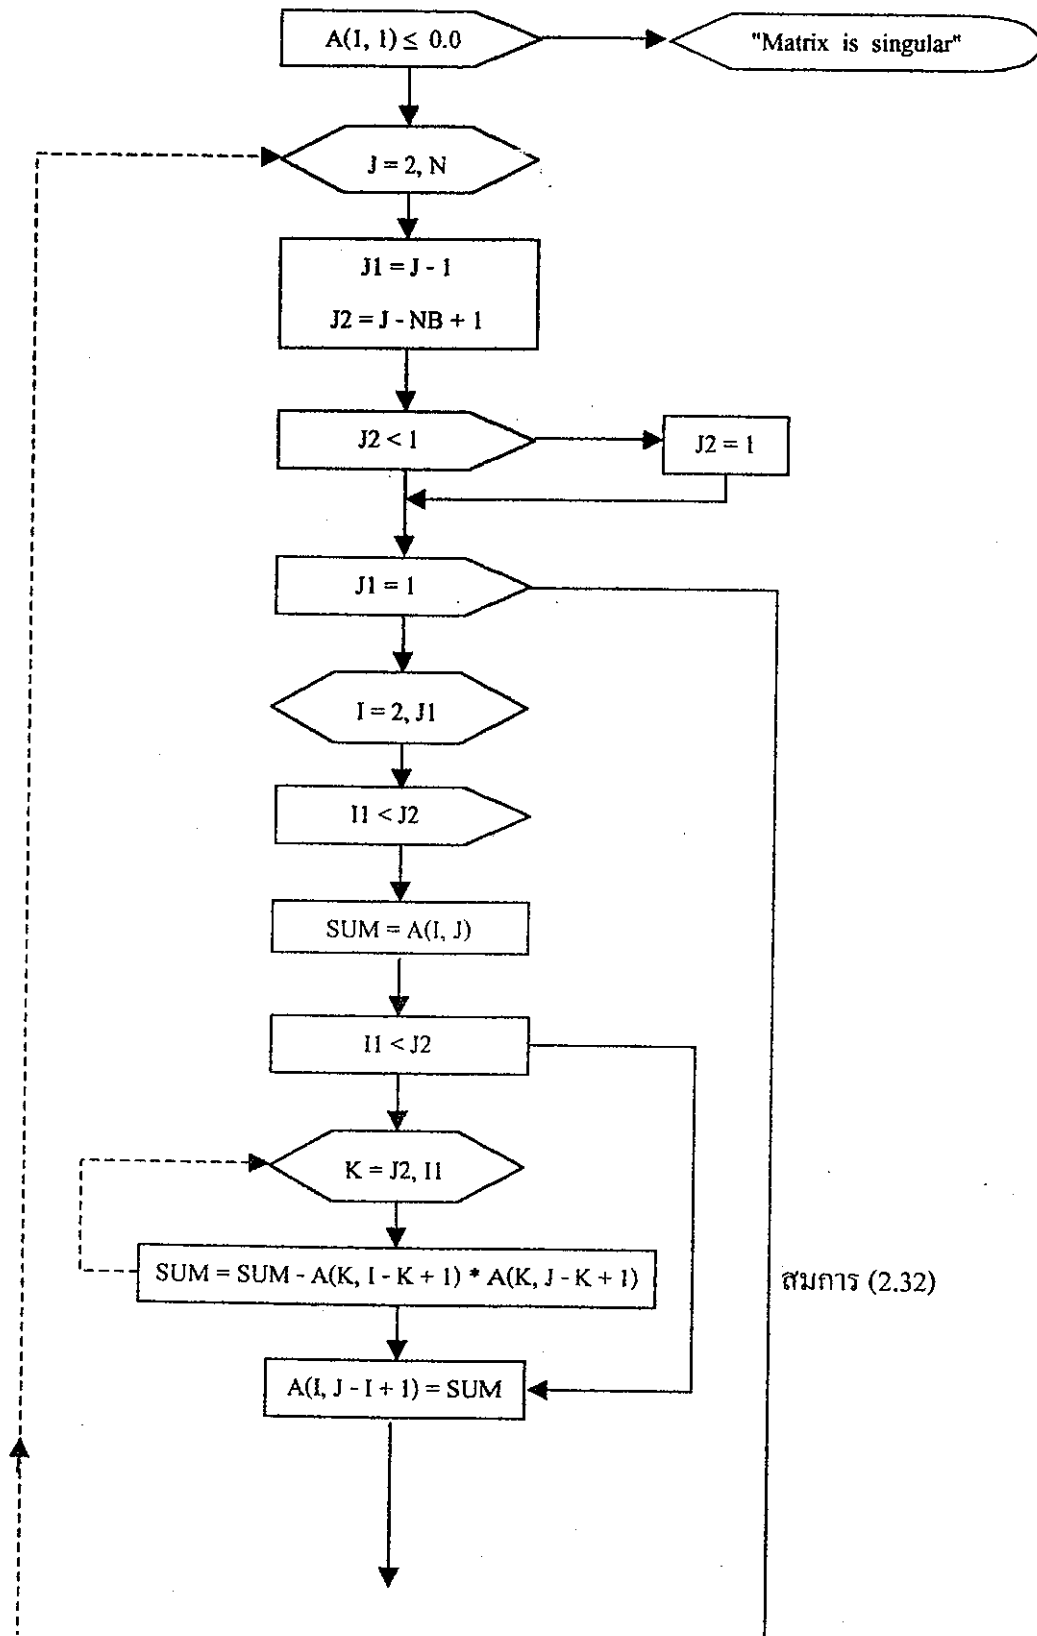 A(I, 1) ≤ 0.0
"Matrix is singular"
J = 2, N
J1 = J - 1
J2 = J - NB + 1
J2 < 1
J2 = 1
J1 = 1
I = 2, J1
I1 < J2
SUM = A(I, J)
I1 < J2
K = J2, I1
SUM = SUM - A(K, I - K + 1) * A(K, J - K + 1)
สมการ (2.32)
A(I, J - I + 1) = SUM